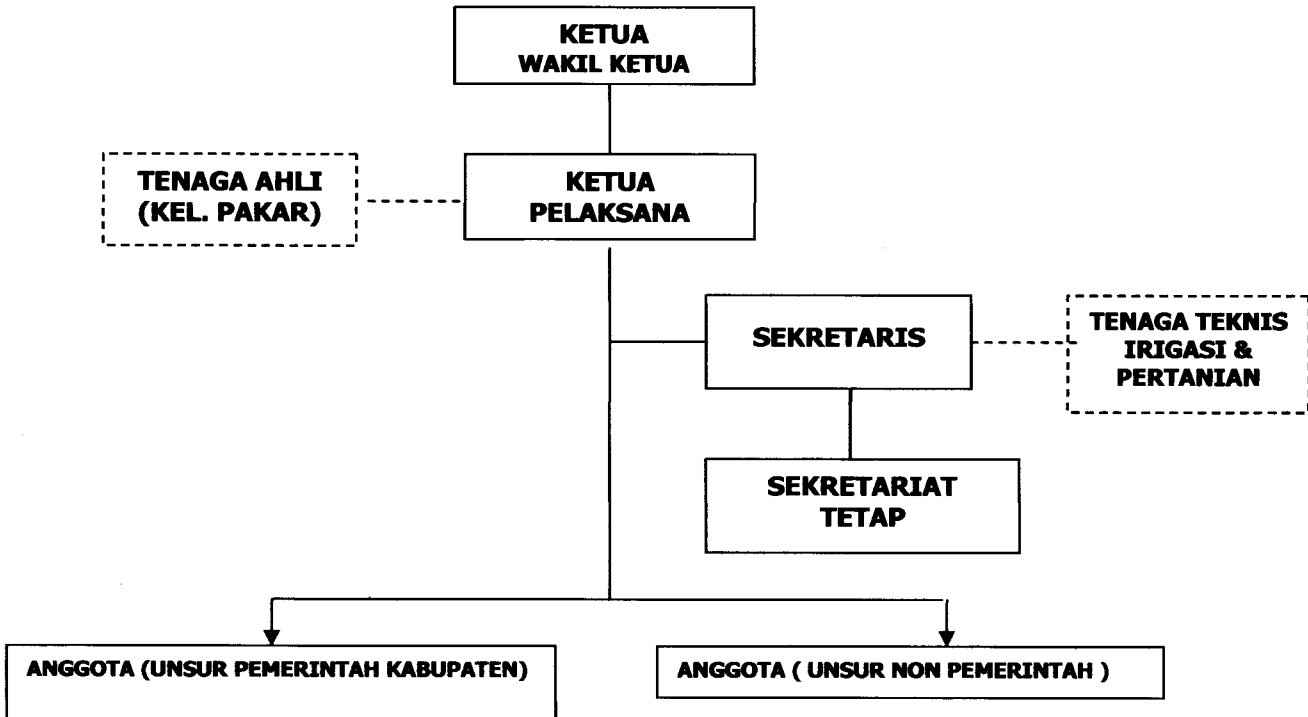 KETUA
WAKIL KETUA
TENAGA AHLI
(KEL. PAKAR)
KETUA
PELAKSANA
SEKRETARIS
TENAGA TEKNIS
IRIGASI &
PERTANIAN
SEKRETARIAT
TETAP
ANGGOTA (UNSUR PEMERINTAH KABUPATEN)
ANGGOTA ( UNSUR NON PEMERINTAH )